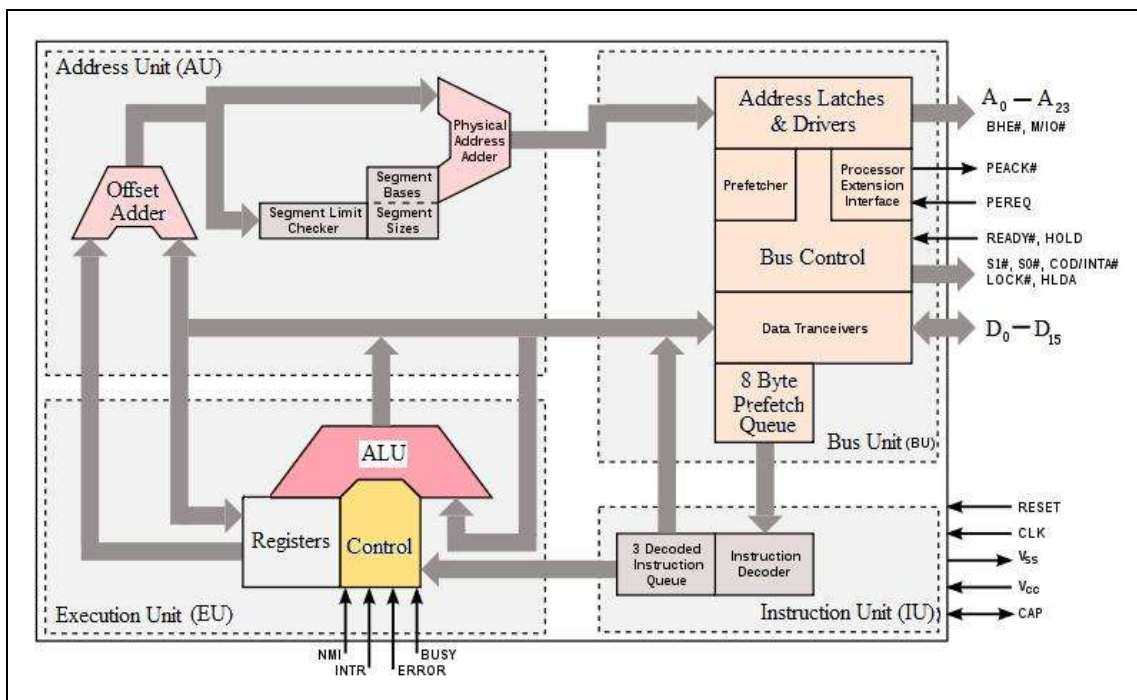 Address Unit (AU)
Offset
Adder
Segment Limit
Checker
Segment
Bases
Segment
Sizes
Physical
Address
Adder
Address Latches
& Drivers
Prefetcher
Processor
Extension
Interface
Bus Control
Data Tranceivers
8 Byte
Prefetch
Queue
Bus Unit (BU)
A0 – A23
BHE#, M/IO#
PEACK#
PEREQ
READY#, HOLD
S1#, S0#, COD/INTA#
LOCK#, HLDA
D0 – D15
ALU
Registers
Control
Execution Unit (EU)
NMI
INTR
ERROR
BUSY
3 Decoded
Instruction
Queue
Instruction
Decoder
Instruction Unit (IU)
RESET
CLK
Vss
Vcc
CAP